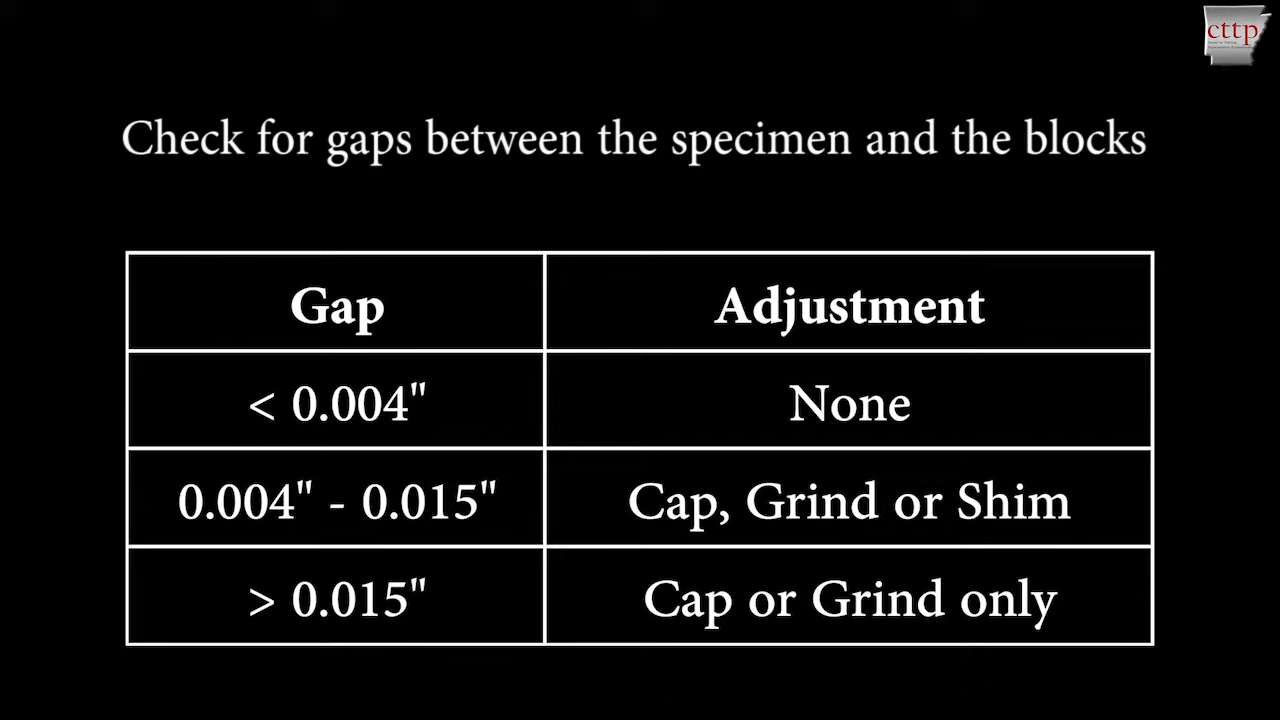 cttp
Check for gaps between the specimen and the blocks
Gap Adjustment
< 0.004" None
0.004" - 0.015" Cap, Grind or Shim
> 0.015" Cap or Grind only